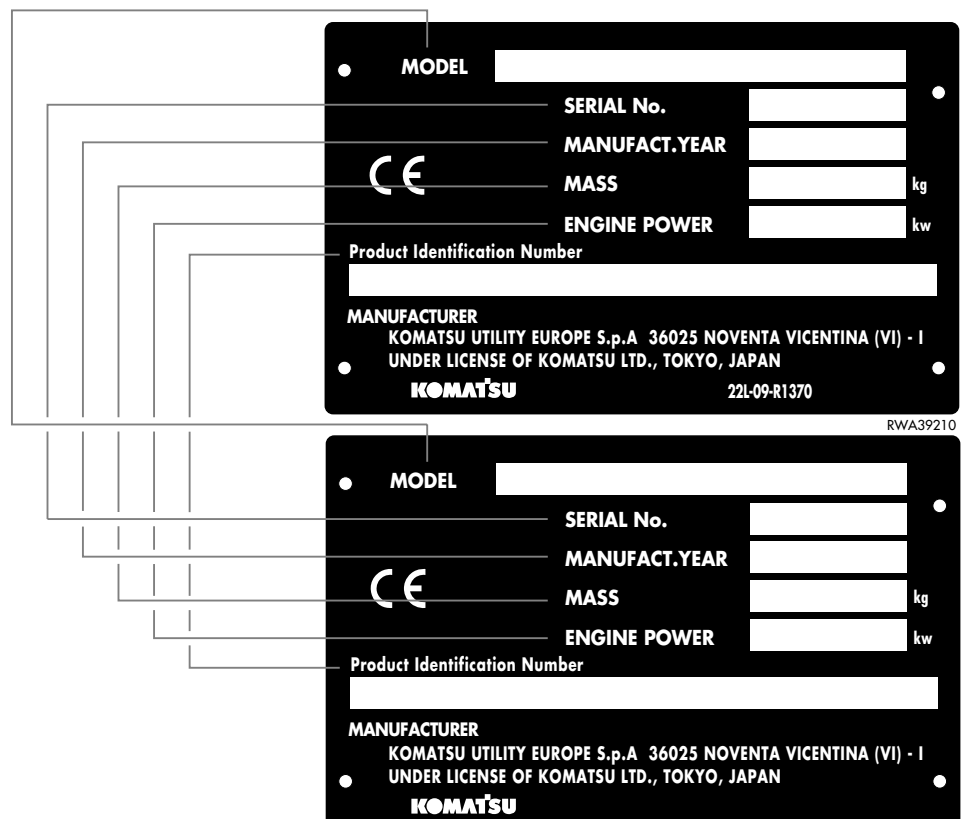 MODEL
SERIAL No.
MANUFACT.YEAR
CE
MASS kg
ENGINE POWER kw
Product Identification Number
MANUFACTURER
KOMATSU UTILITY EUROPE S.p.A 36025 NOVENTA VICENTINA (VI) - I
UNDER LICENSE OF KOMATSU LTD., TOKYO, JAPAN
KOMATSU 22L-09-R1370
RWA39210
MODEL
SERIAL No.
MANUFACT.YEAR
CE
MASS kg
ENGINE POWER kw
Product Identification Number
MANUFACTURER
KOMATSU UTILITY EUROPE S.p.A 36025 NOVENTA VICENTINA (VI) - I
UNDER LICENSE OF KOMATSU LTD., TOKYO, JAPAN
KOMATSU